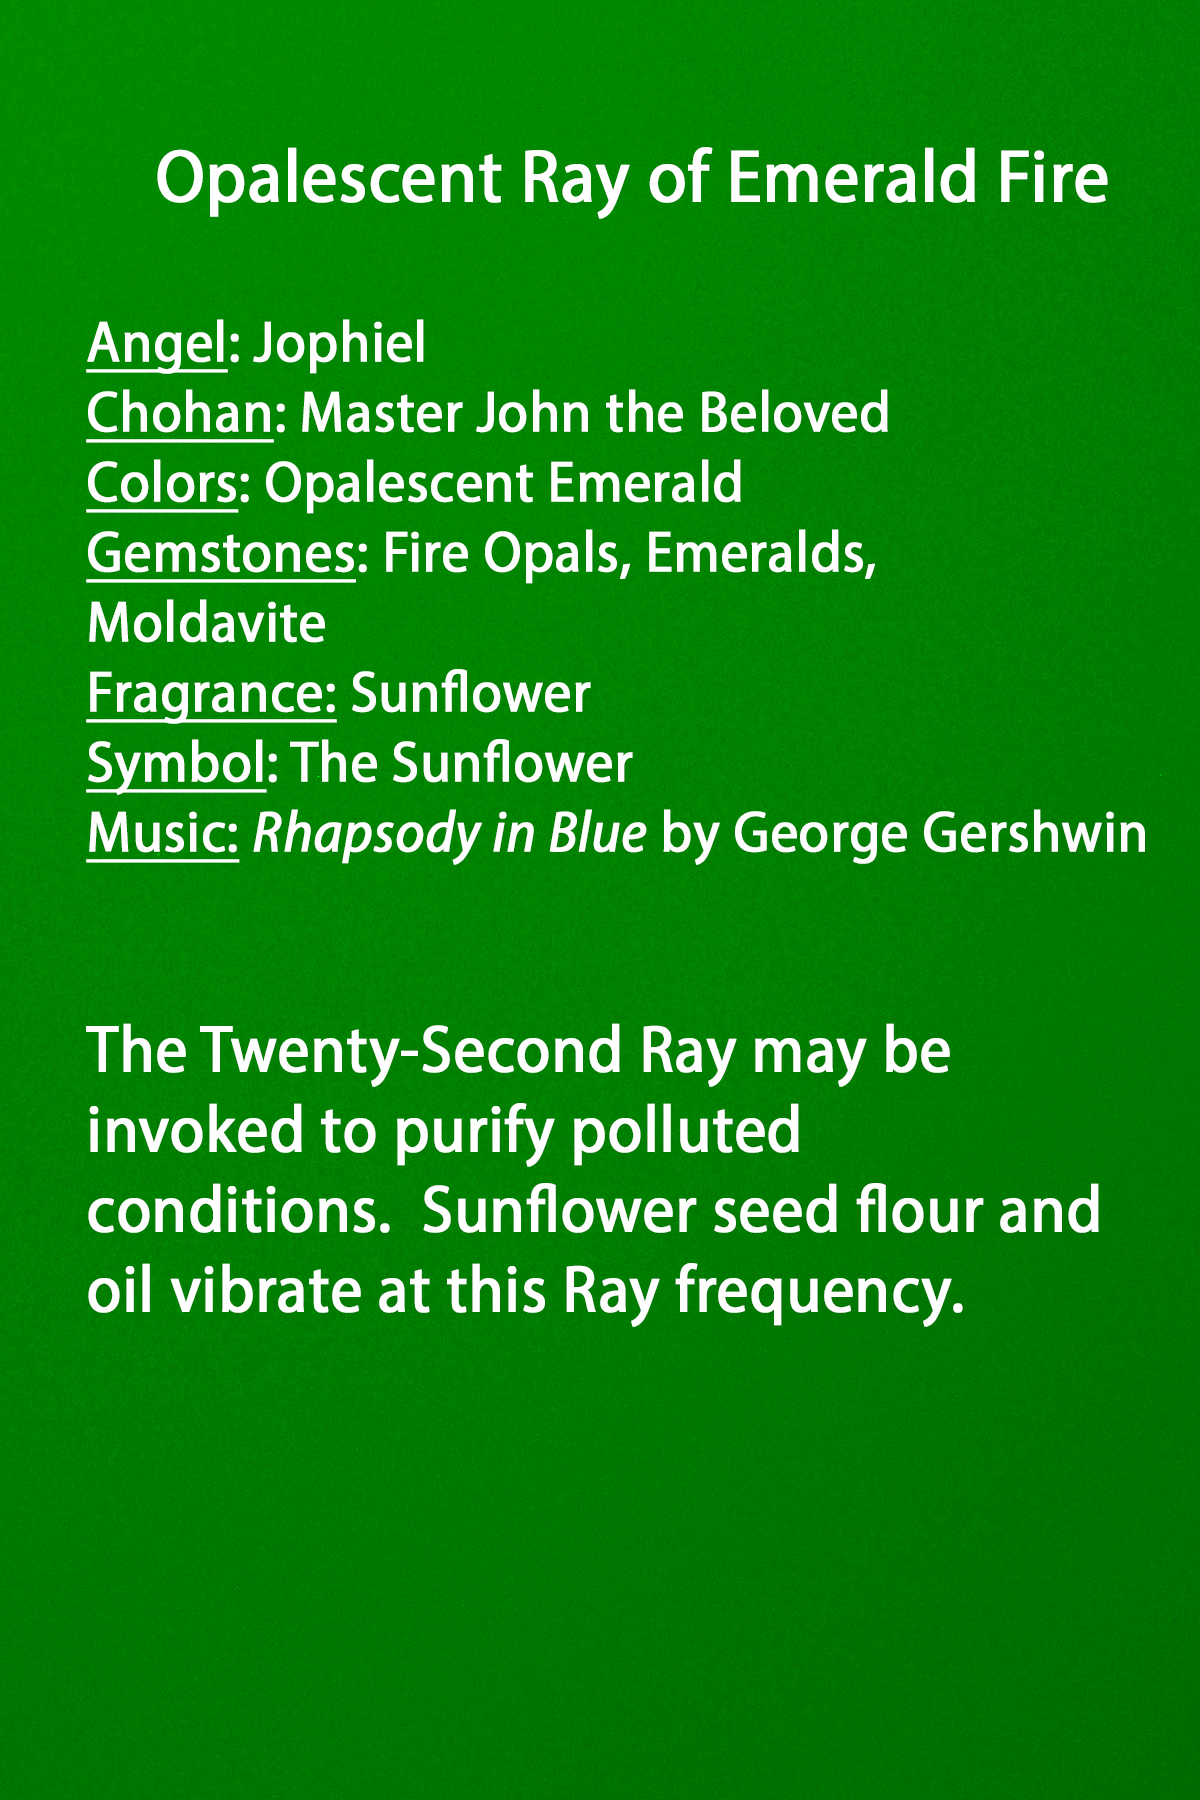 Opalescent Ray of Emerald Fire
Angel: Jophiel
Chohan: Master John the Beloved
Colors: Opalescent Emerald
Gemstones: Fire Opals, Emeralds,
Moldavite
Fragrance: Sunflower
Symbol: The Sunflower
Music: Rhapsody in Blue by George Gershwin
The Twenty-Second Ray may be
invoked to purify polluted
conditions.  Sunflower seed flour and
oil vibrate at this Ray frequency.